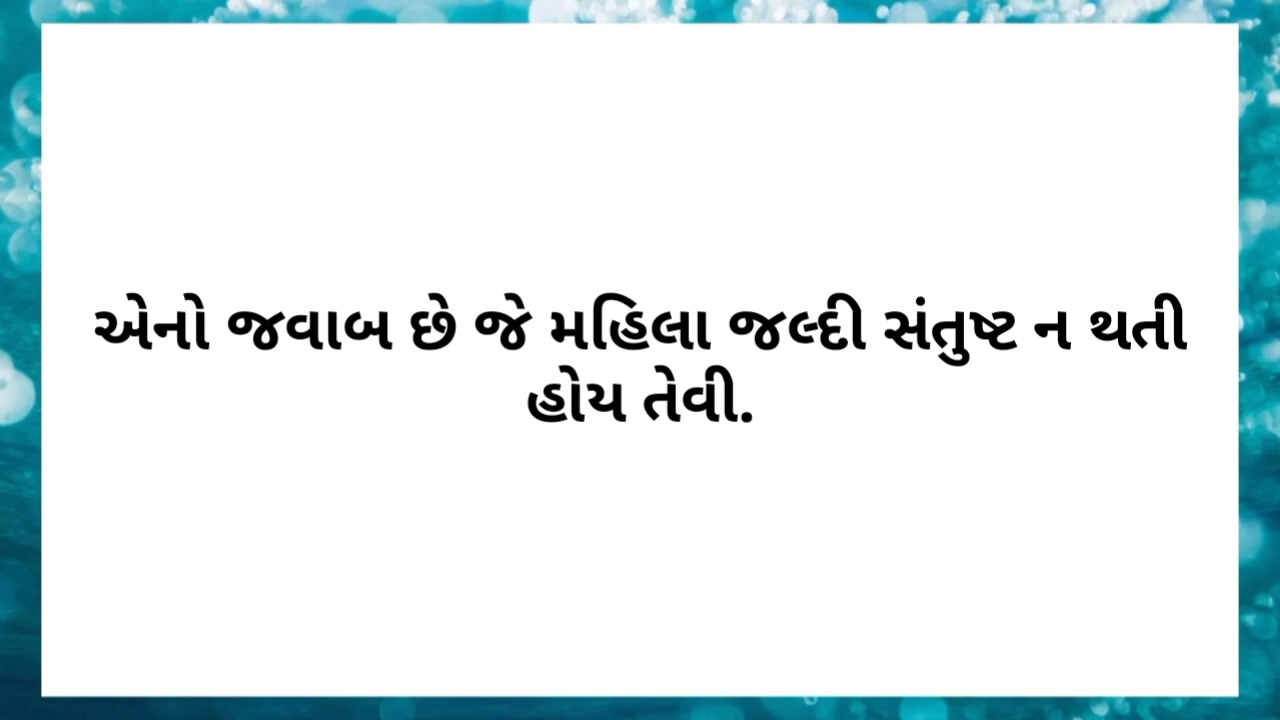 એનો જવાબ છે જે મહિલા જલ્દી સંતુષ્ટ ન થતી
હોય તેવી.